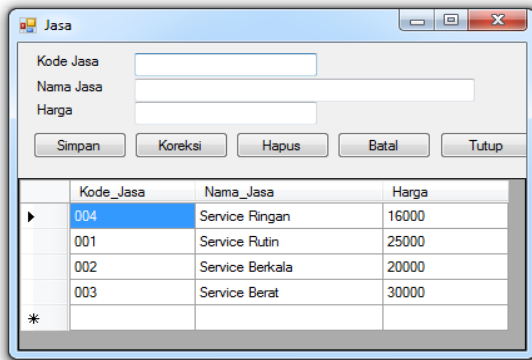 Jasa
Kode Jasa
Nama Jasa
Harga
Simpan Koreksi Hapus Batal Tutup
Kode_Jasa Nama_Jasa Harga
004 Service Ringan 16000
001 Service Rutin 25000
002 Service Berkala 20000
003 Service Berat 30000